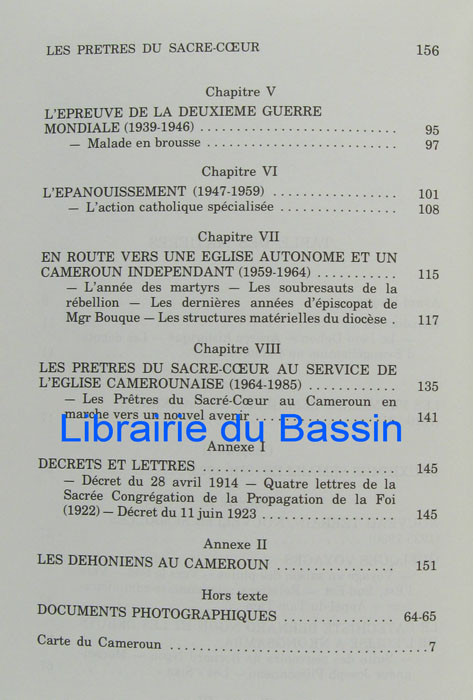 LES PRETRES DU SACRE-CŒUR 156
Chapitre V
L'EPREUVE DE LA DEUXIEME GUERRE
MONDIALE (1939-1946) . . . . . . . . . . . . . . . . . . . . . . . . . . 95
— Malade en brousse . . . . . . . . . . . . . . . . . . . . . . . . . . 97
Chapitre VI
L'EPANOUISSEMENT (1947-1959) . . . . . . . . . . . . . . . . 101
— L'action catholique spécialisée . . . . . . . . . . . . . . . . 108
Chapitre VII
EN ROUTE VERS UNE EGLISE AUTONOME ET UN
CAMEROUN INDEPENDANT (1959-1964) . . . . . . . . . . . 115
— L'année des martyrs — Les soubresauts de la
rébellion — Les dernières années d'épiscopat de
Mgr Bouque — Les structures matérielles du diocèse . 117
Chapitre VIII
LES PRETRES DU SACRE-CŒUR AU SERVICE DE
L'EGLISE CAMEROUNAISE (1964-1985) . . . . . . . . . . . . 135
— Les Prêtres du Sacré-Cœur au Cameroun en
marche vers un nouvel avenir . . . . . . . . . . . . . . . . . . . 141
Librairie du Bassin
Annexe I
DECRETS ET LETTRES . . . . . . . . . . . . . . . . . . . . . . . . . 145
— Décret du 28 avril 1914 — Quatre lettres de la
Sacrée Congrégation de la Propagation de la Foi
(1922) — Décret du 11 juin 1923 . . . . . . . . . . . . . . . . . . 145
Annexe II
LES DEHONIENS AU CAMEROUN . . . . . . . . . . . . . . . . 151
Hors texte
DOCUMENTS PHOTOGRAPHIQUES . . . . . . . . . . . . . . . 64-65
Carte du Cameroun . . . . . . . . . . . . . . . . . . . . . . . . . . . . . . 7